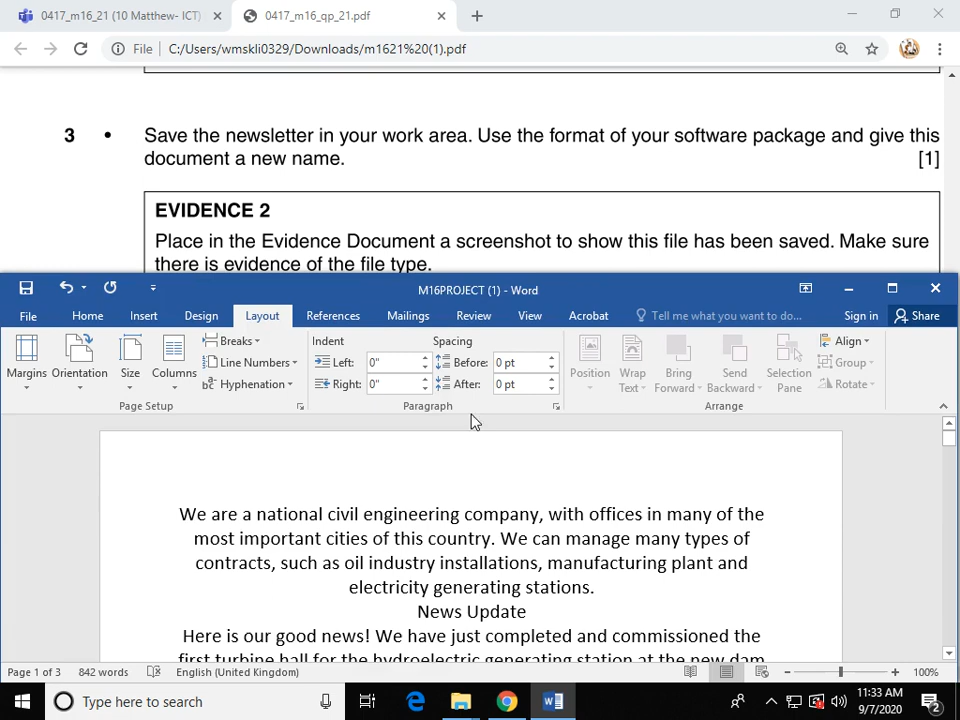 0417_m16_21 (10 Matthew- ICT)
0417_m16_qp_21.pdf
File C:/Users/wmskli0329/Downloads/m1621%20(1).pdf
3 • Save the newsletter in your work area. Use the format of your software package and give this
document a new name. [1]
EVIDENCE 2
Place in the Evidence Document a screenshot to show this file has been saved. Make sure
there is evidence of the file type.
M16PROJECT (1) - Word
File Home Insert Design Layout References Mailings Review View Acrobat Tell me what you want to do... Sign in Share
Margins Orientation Size Columns
Breaks
Line Numbers
Hyphenation
Page Setup
Indent
Left: 0"
Right: 0"
Spacing
Before: 0 pt
After: 0 pt
Paragraph
Position
Wrap Text
Bring Forward
Send Backward
Selection Pane
Align
Group
Rotate
Arrange
We are a national civil engineering company, with offices in many of the
most important cities of this country. We can manage many types of
contracts, such as oil industry installations, manufacturing plant and
electricity generating stations.
News Update
Here is our good news! We have just completed and commissioned the
first turbine hall for the hydroelectric generating station at the new dam
Page 1 of 3 842 words English (United Kingdom) 100%
Type here to search
11:33 AM
9/7/2020
2